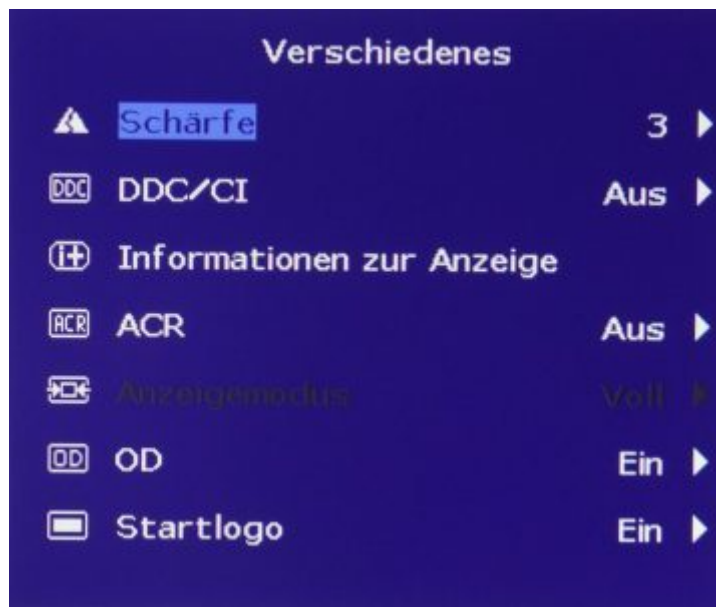 Verschiedenes
Schärfe 3
DDC DDC/CI Aus
i+ Informationen zur Anzeige
ACR ACR Aus
Anzeigemodus Voll
OD OD Ein
Startlogo Ein